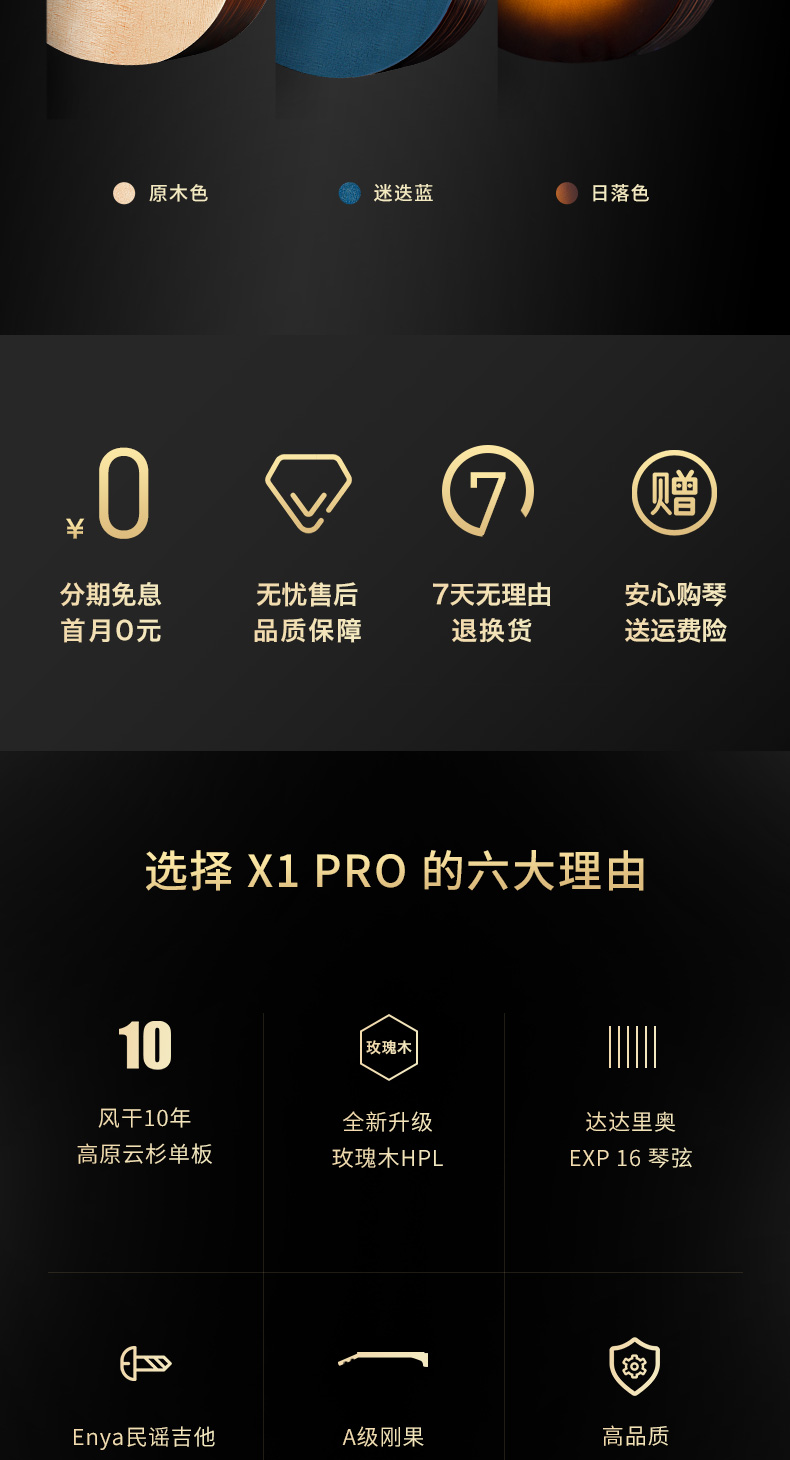 原木色
迷迭蓝
日落色
¥0
7
赠
分期免息
首月0元
无忧售后
品质保障
7天无理由
退换货
安心购琴
送运费险
选择 X1 PRO 的六大理由
10
风干10年
高原云杉单板
玫瑰木
全新升级
玫瑰木HPL
达达里奥
EXP 16 琴弦
Enya民谣吉他
A级刚果
高品质